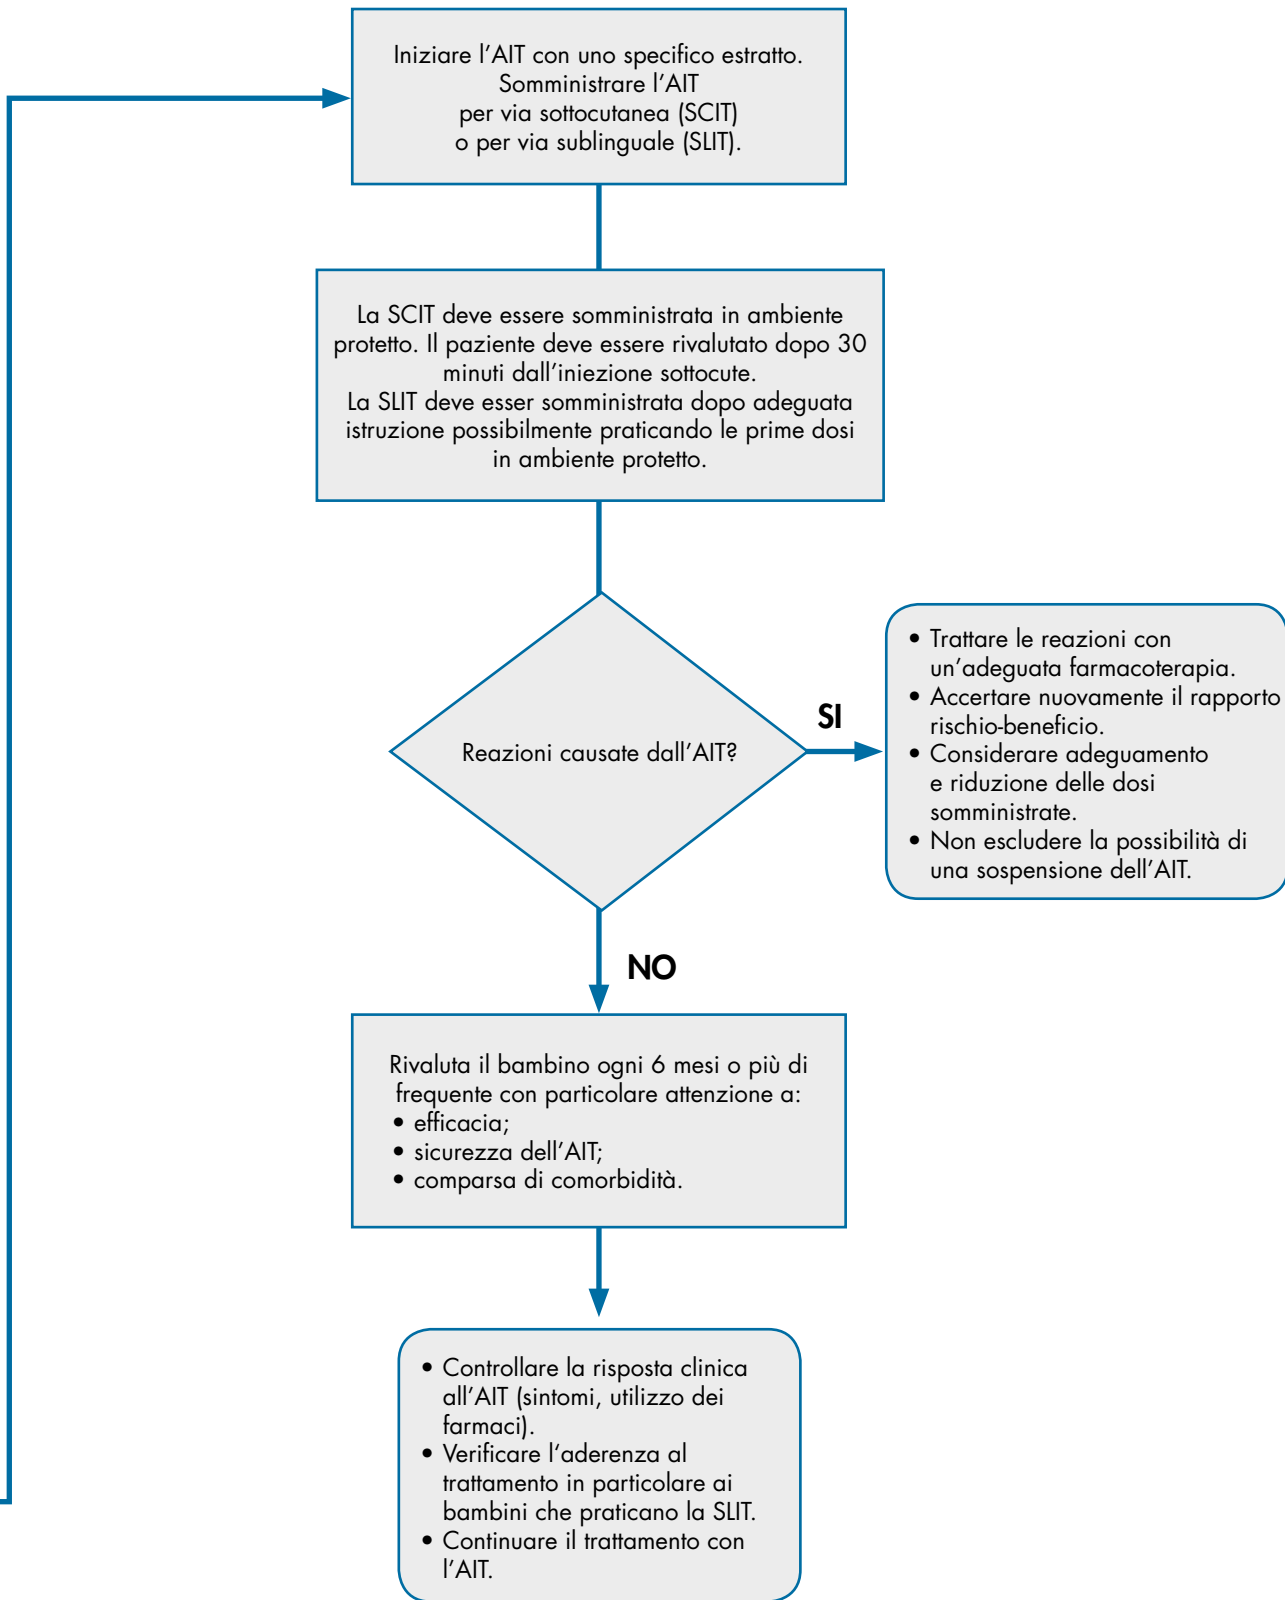 Iniziare l'AIT con uno specifico estratto.
Somministrare l'AIT
per via sottocutanea (SCIT)
o per via sublinguale (SLIT).
La SCIT deve essere somministrata in ambiente
protetto. Il paziente deve essere rivalutato dopo 30
minuti dall'iniezione sottocute.
La SLIT deve esser somministrata dopo adeguata
istruzione possibilmente praticando le prime dosi
in ambiente protetto.
Reazioni causate dall'AIT?
SI
• Trattare le reazioni con
un'adeguata farmacoterapia.
• Accertare nuovamente il rapporto
rischio-beneficio.
• Considerare adeguamento
e riduzione delle dosi
somministrate.
• Non escludere la possibilità di
una sospensione dell'AIT.
NO
Rivaluta il bambino ogni 6 mesi o più di
frequente con particolare attenzione a:
• efficacia;
• sicurezza dell'AIT;
• comparsa di comorbidità.
• Controllare la risposta clinica
all'AIT (sintomi, utilizzo dei
farmaci).
• Verificare l'aderenza al
trattamento in particolare ai
bambini che praticano la SLIT.
• Continuare il trattamento con
l'AIT.